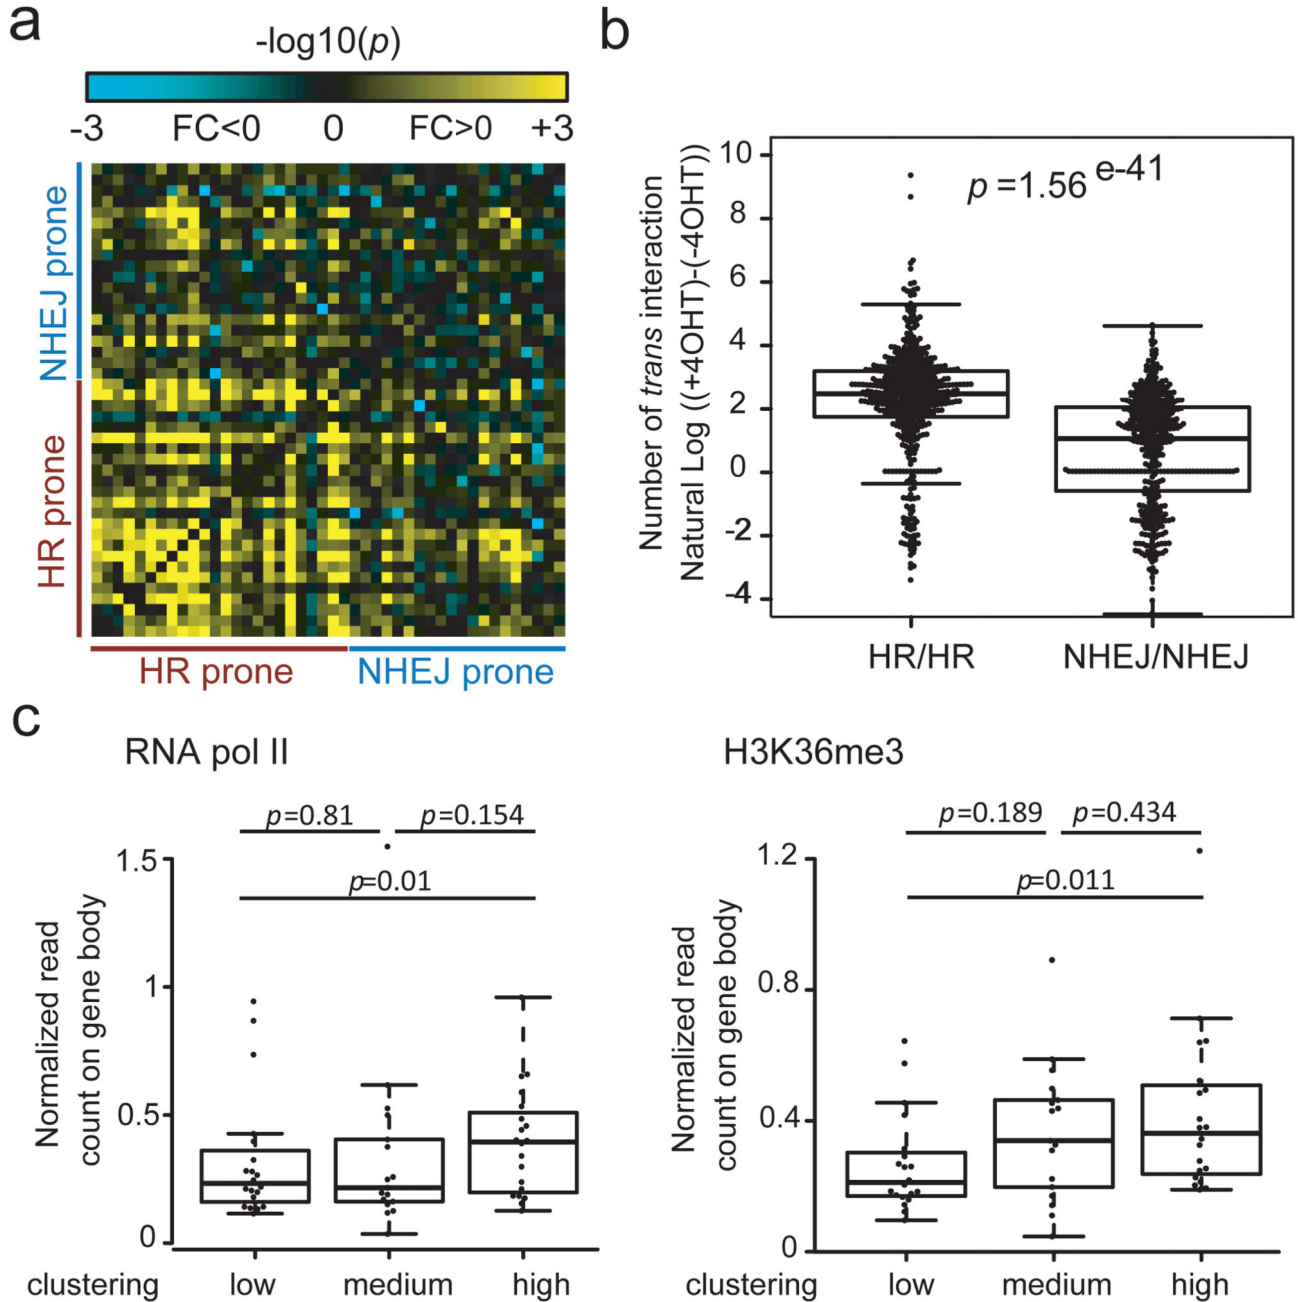 a
-log10(p)
-3 FC<0 0 FC>0 +3
NHEJ prone
HR prone
HR prone NHEJ prone
b
Number of trans interaction
Natural Log ((+4OHT)-(-4OHT))
10
8
6
4
2
0
-2
-4
p =1.56 e-41
HR/HR NHEJ/NHEJ
c
RNA pol II
p=0.81 p=0.154
p=0.01
Normalized read
count on gene body
1.5
1
0.5
0
clustering low medium high
H3K36me3
p=0.189 p=0.434
p=0.011
Normalized read
count on gene body
1.2
0.8
0.4
0
clustering low medium high